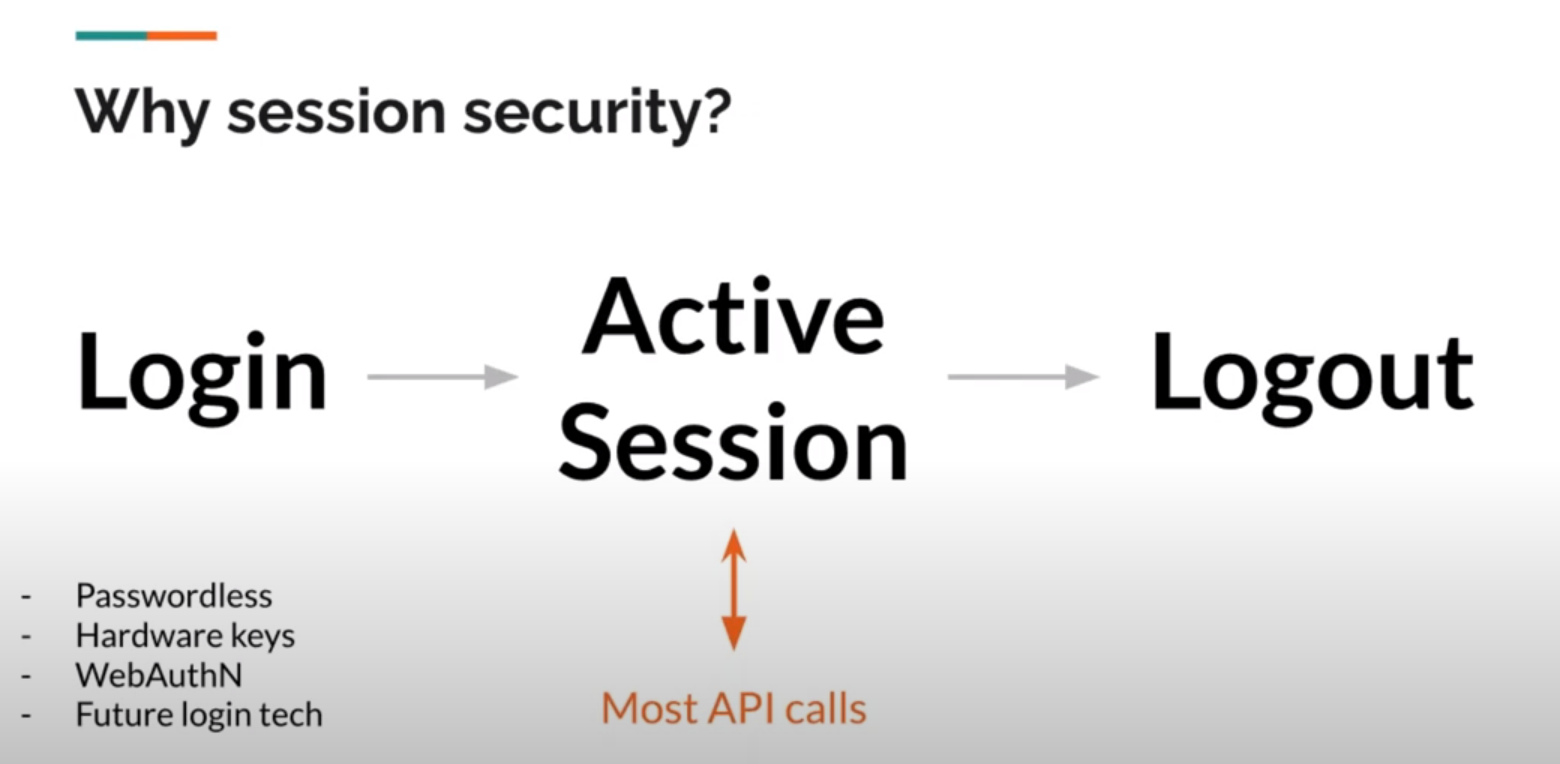 Why session security?
Login
Active
Session
Logout
- Passwordless
- Hardware keys
- WebAuthN
- Future login tech
Most API calls